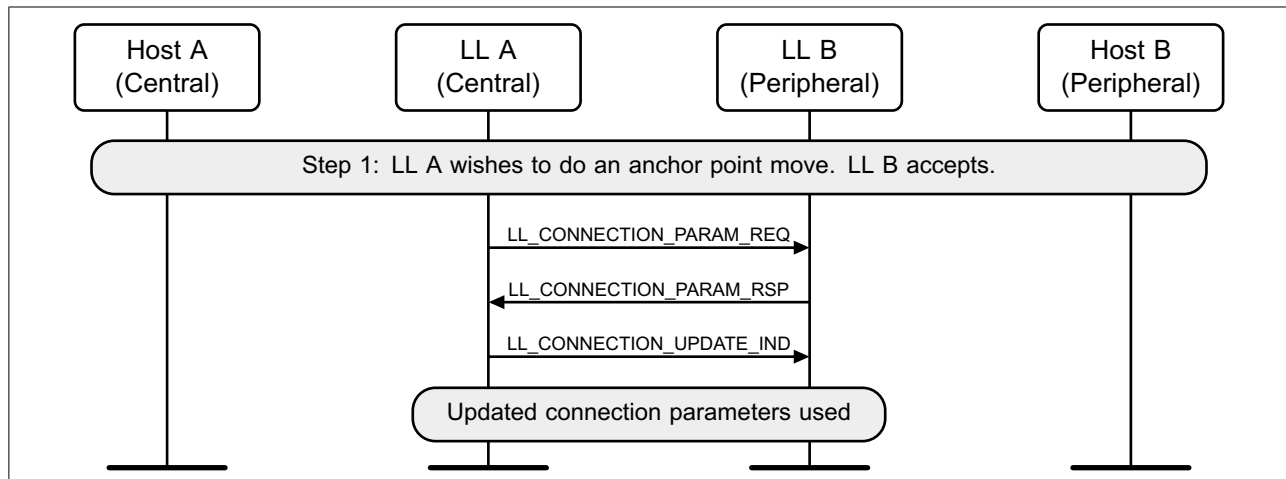 Host A
(Central)
LL A
(Central)
LL B
(Peripheral)
Host B
(Peripheral)
Step 1: LL A wishes to do an anchor point move. LL B accepts.
LL_CONNECTION_PARAM_REQ
LL_CONNECTION_PARAM_RSP
LL_CONNECTION_UPDATE_IND
Updated connection parameters used